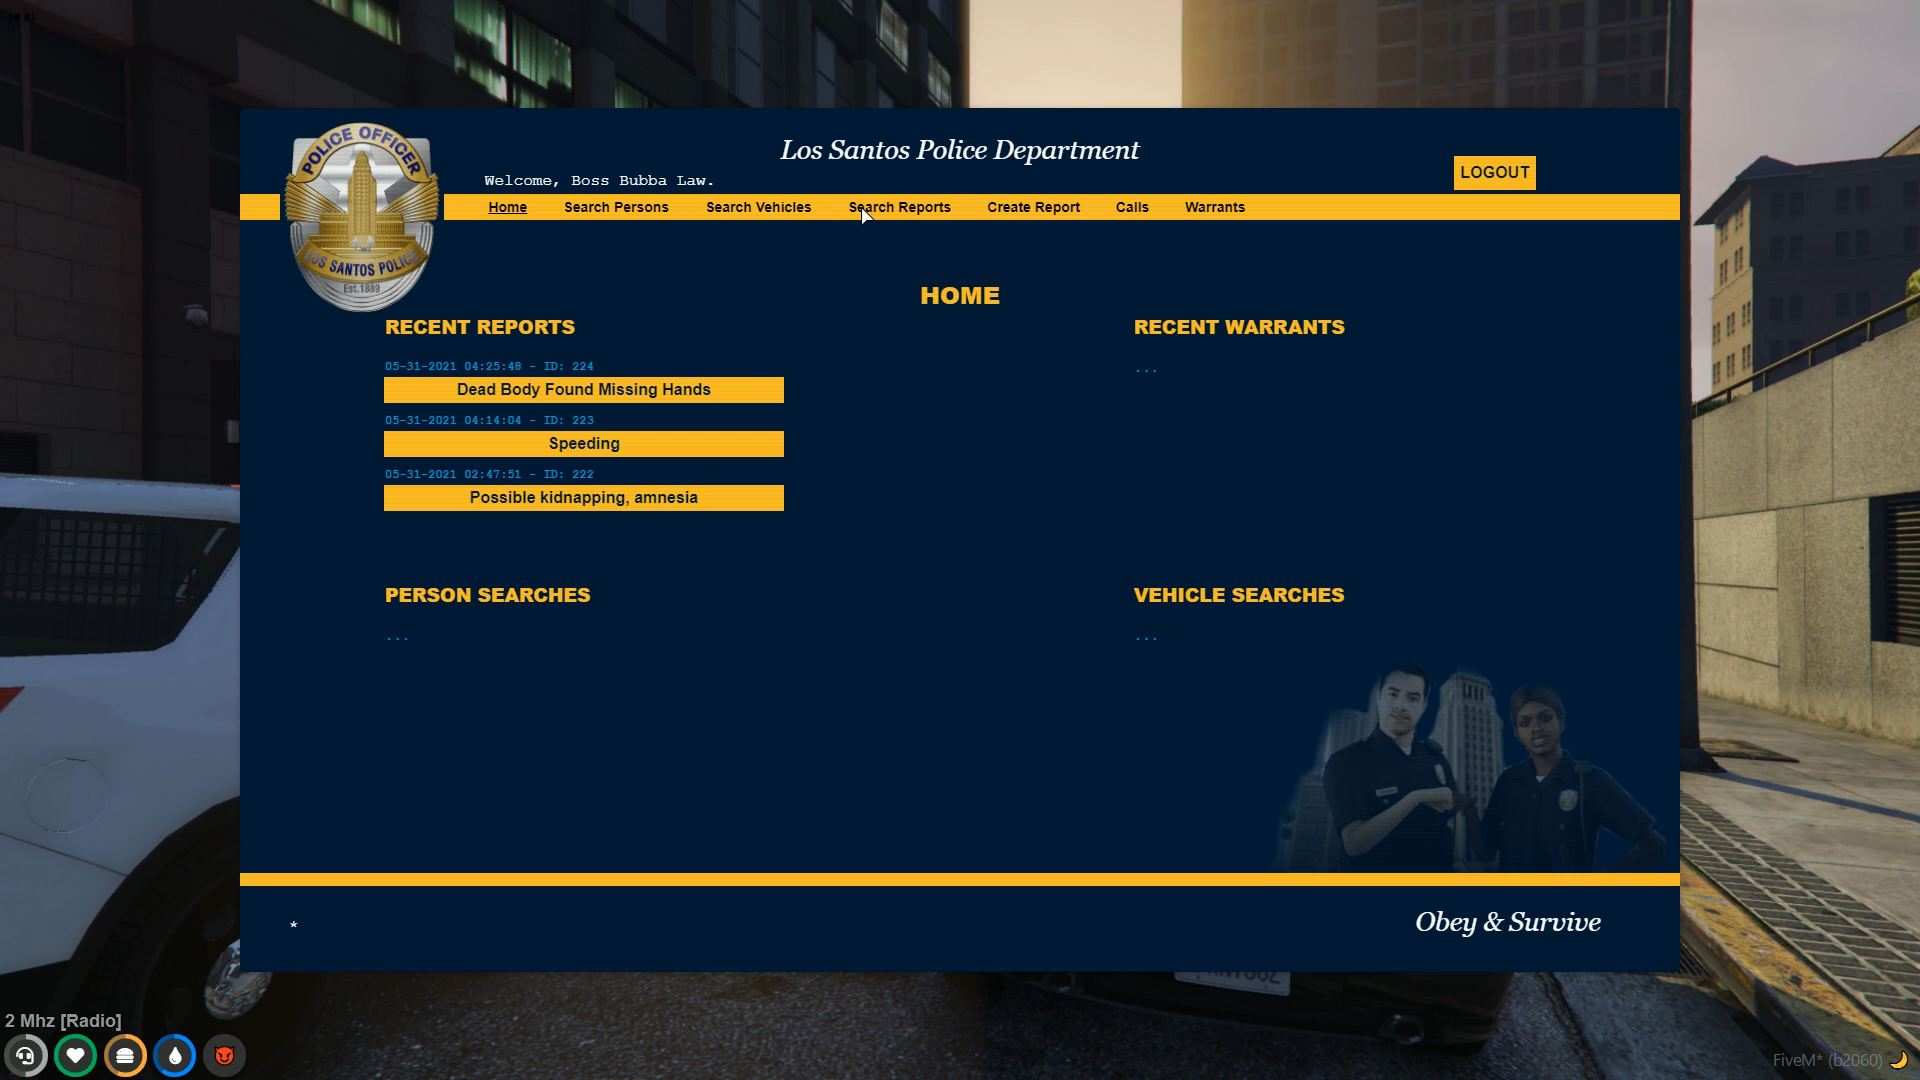 POLICE OFFICER
LOS SANTOS POLICE
Est.1889
Los Santos Police Department
Welcome, Boss Bubba Law.
LOGOUT
Home Search Persons Search Vehicles Search Reports Create Report Calls Warrants
HOME
RECENT REPORTS
05-31-2021 04:25:48 - ID: 224
Dead Body Found Missing Hands
05-31-2021 04:14:04 - ID: 223
Speeding
05-31-2021 02:47:51 - ID: 222
Possible kidnapping, amnesia
RECENT WARRANTS
...
PERSON SEARCHES
...
VEHICLE SEARCHES
...
*
Obey & Survive
2 Mhz [Radio]
FiveM* (b2060)